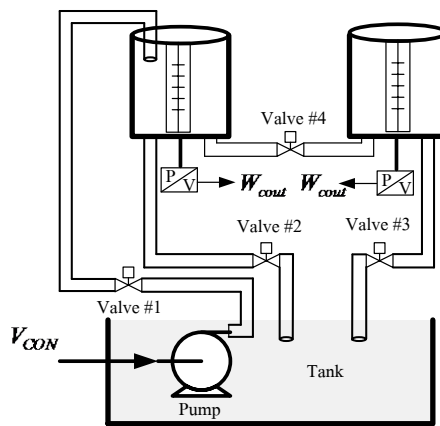 Valve #4
P
V
W_cout
W_cout
P
V
Valve #2
Valve #3
Valve #1
V_CON
Tank
Pump